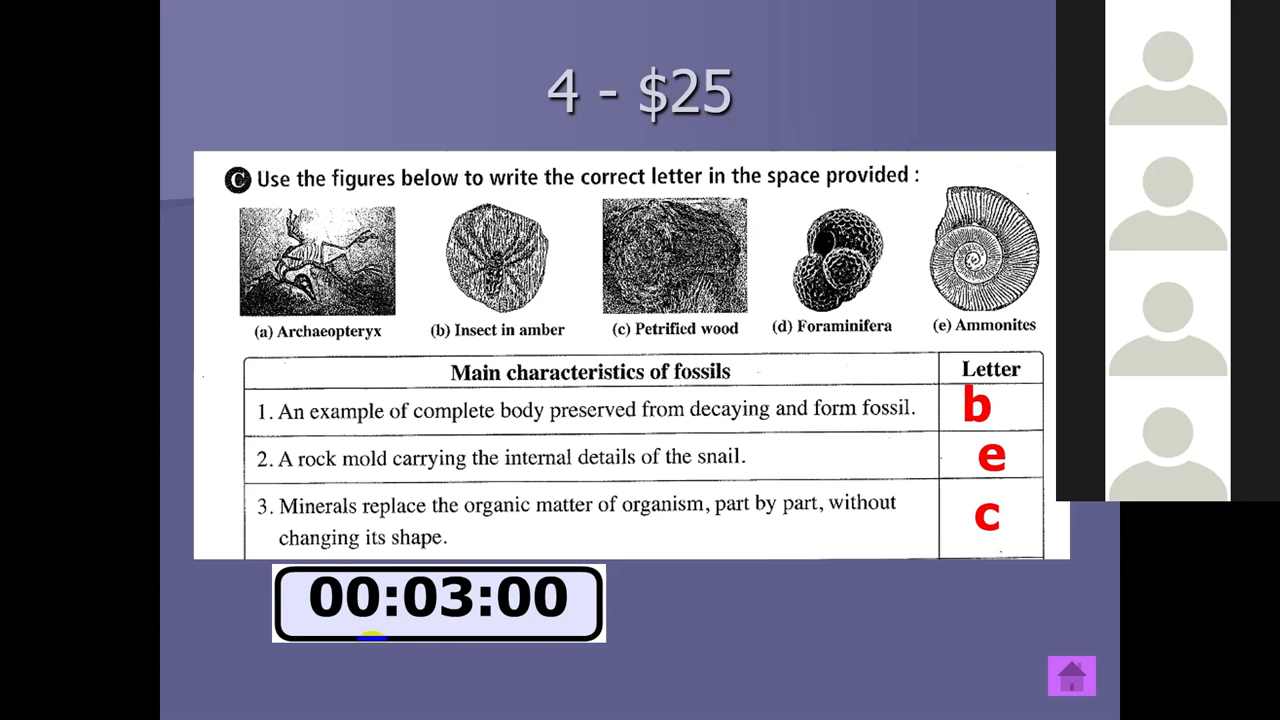 4 - $25
C Use the figures below to write the correct letter in the space provided :
(a) Archaeopteryx (b) Insect in amber (c) Petrified wood (d) Foraminifera (e) Ammonites
Main characteristics of fossils Letter
1. An example of complete body preserved from decaying and form fossil. b
2. A rock mold carrying the internal details of the snail. e
3. Minerals replace the organic matter of organism, part by part, without
changing its shape. c
00:03:00